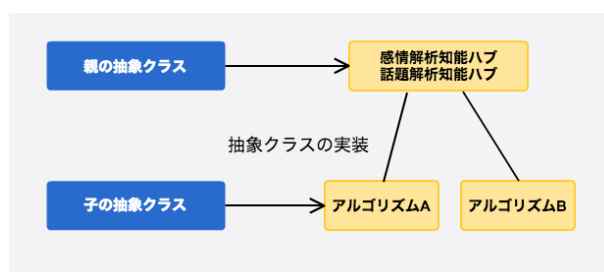 親の抽象クラス
感情解析知能ハブ
話題解析知能ハブ
抽象クラスの実装
子の抽象クラス
アルゴリズムA
アルゴリズムB